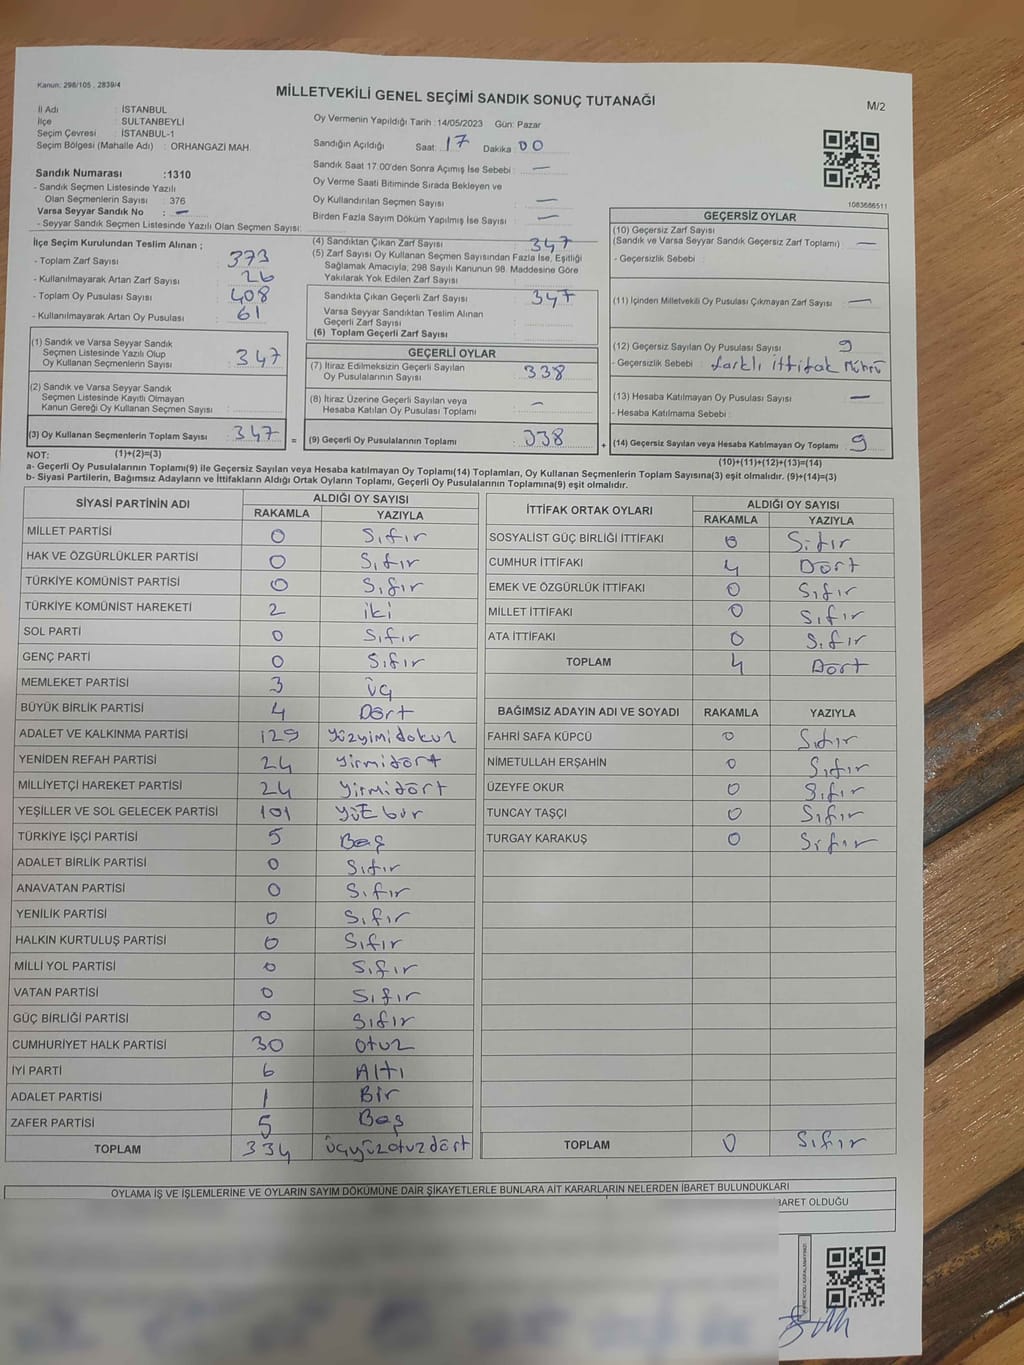 Kanun: 298/105 , 2839/4
MİLLETVEKİLİ GENEL SEÇİMİ SANDIK SONUÇ TUTANAĞI
M/2
İl Adı : İSTANBUL
İlçe : SULTANBEYLİ
Seçim Çevresi : İSTANBUL-1
Seçim Bölgesi (Mahalle Adı) : ORHANGAZİ MAH.
Sandık Numarası :1310
- Sandık Seçmen Listesinde Yazılı
Olan Seçmenlerin Sayısı : 376
Varsa Seyyar Sandık No : —
- Seyyar Sandık Seçmen Listesinde Yazılı Olan Seçmen Sayısı:
Oy Vermenin Yapıldığı Tarih :14/05/2023 Gün: Pazar
Sandığın Açıldığı Saat: 17 Dakika: 00
Sandık Saat 17:00'den Sonra Açımış İse Sebebi : —
Oy Verme Saati Bitiminde Sırada Bekleyen ve
Oy Kullandırılan Seçmen Sayısı : —
Birden Fazla Sayım Döküm Yapılmış İse Sayısı : —
1083686511
İlçe Seçim Kurulundan Teslim Alınan ;
- Toplam Zarf Sayısı : 373
- Kullanılmayarak Artan Zarf Sayısı : 26
- Toplam Oy Pusulası Sayısı : 408
- Kullanılmayarak Artan Oy Pusulası : 61
(1) Sandık ve Varsa Seyyar Sandık
Seçmen Listesinde Yazılı Olup
Oy Kullanan Seçmenlerin Sayısı : 347
(2) Sandık ve Varsa Seyyar Sandık
Seçmen Listesinde Kayıtlı Olmayan
Kanun Gereği Oy Kullanan Seçmen Sayısı :
(3) Oy Kullanan Seçmenlerin Toplam Sayısı : 347 =
(1)+(2)=(3)
(4) Sandıktan Çıkan Zarf Sayısı : 347
(5) Zarf Sayısı Oy Kullanan Seçmen Sayısından Fazla İse, Eşitliği
Sağlamak Amacıyla, 298 Sayılı Kanunun 98. Maddesine Göre
Yakılarak Yok Edilen Zarf Sayısı :
Sandıkta Çıkan Geçerli Zarf Sayısı : 347
Varsa Seyyar Sandıktan Teslim Alınan
Geçerli Zarf Sayısı :
(6) Toplam Geçerli Zarf Sayısı :
GEÇERLİ OYLAR
(7) İtiraz Edilmeksizin Geçerli Sayılan
Oy Pusulalarının Sayısı : 338
(8) İtiraz Üzerine Geçerli Sayılan veya
Hesaba Katılan Oy Pusulası Toplamı : —
(9) Geçerli Oy Pusulalarının Toplamı : 338 +
GEÇERSİZ OYLAR
(10) Geçersiz Zarf Sayısı
(Sandık ve Varsa Seyyar Sandık Geçersiz Zarf Toplamı) : —
- Geçersizlik Sebebi :
(11) İçinden Milletvekili Oy Pusulası Çıkmayan Zarf Sayısı : —
(12) Geçersiz Sayılan Oy Pusulası Sayısı : 9
- Geçersizlik Sebebi : farklı ittifak Mührü
(13) Hesaba Katılmayan Oy Pusulası Sayısı : —
- Hesaba Katılmama Sebebi :
(14) Geçersiz Sayılan veya Hesaba Katılmayan Oy Toplamı : 9
(10)+(11)+(12)+(13)=(14)
NOT:
a- Geçerli Oy Pusulalarının Toplamı(9) ile Geçersiz Sayılan veya Hesaba katılmayan Oy Toplamı(14) Toplamları, Oy Kullanan Seçmenlerin Toplam Sayısına(3) eşit olmalıdır. (9)+(14)=(3)
b- Siyasi Partilerin, Bağımsız Adayların ve İttifakların Aldığı Ortak Oyların Toplamı, Geçerli Oy Pusulalarının Toplamına(9) eşit olmalıdır.
SİYASİ PARTİNİN ADI ALDIĞI OY SAYISI
RAKAMLA YAZIYLA
MİLLET PARTİSİ 0 Sıfır
HAK VE ÖZGÜRLÜKLER PARTİSİ 0 Sıfır
TÜRKİYE KOMÜNİST PARTİSİ 0 Sıfır
TÜRKİYE KOMÜNİST HAREKETİ 2 iki
SOL PARTİ 0 Sıfır
GENÇ PARTİ 0 Sıfır
MEMLEKET PARTİSİ 3 üç
BÜYÜK BİRLİK PARTİSİ 4 Dört
ADALET VE KALKINMA PARTİSİ 129 yüzyimidokuz
YENİDEN REFAH PARTİSİ 24 yirmidört
MİLLİYETÇİ HAREKET PARTİSİ 24 yirmidört
YEŞİLLER VE SOL GELECEK PARTİSİ 101 yüz bir
TÜRKİYE İŞÇİ PARTİSİ 5 Beş
ADALET BİRLİK PARTİSİ 0 Sıfır
ANAVATAN PARTİSİ 0 Sıfır
YENİLİK PARTİSİ 0 Sıfır
HALKIN KURTULUŞ PARTİSİ 0 Sıfır
MİLLİ YOL PARTİSİ 0 Sıfır
VATAN PARTİSİ 0 Sıfır
GÜÇ BİRLİĞİ PARTİSİ 0 Sıfır
CUMHURİYET HALK PARTİSİ 30 Otuz
İYİ PARTİ 6 Altı
ADALET PARTİSİ 1 Bir
ZAFER PARTİSİ 5 Beş
TOPLAM 334 üçyüzotuzdört
İTTİFAK ORTAK OYLARI ALDIĞI OY SAYISI
RAKAMLA YAZIYLA
SOSYALİST GÜÇ BİRLİĞİ İTTİFAKI 0 Sıfır
CUMHUR İTTİFAKI 4 Dört
EMEK VE ÖZGÜRLÜK İTTİFAKI 0 Sıfır
MİLLET İTTİFAKI 0 Sıfır
ATA İTTİFAKI 0 Sıfır
TOPLAM 4 Dört
BAĞIMSIZ ADAYIN ADI VE SOYADI RAKAMLA YAZIYLA
FAHRİ SAFA KÜPCÜ 0 Sıfır
NİMETULLAH ERŞAHİN 0 Sıfır
ÜZEYFE OKUR 0 Sıfır
TUNCAY TAŞÇI 0 Sıfır
TURGAY KARAKUŞ 0 Sıfır
TOPLAM 0 Sıfır
OYLAMA İŞ VE İŞLEMLERİNE VE OYLARIN SAYIM DÖKÜMÜNE DAİR ŞİKAYETLERLE BUNLARA AİT KARARLARIN NELERDEN İBARET BULUNDUKLARI
İBARET OLDUĞU